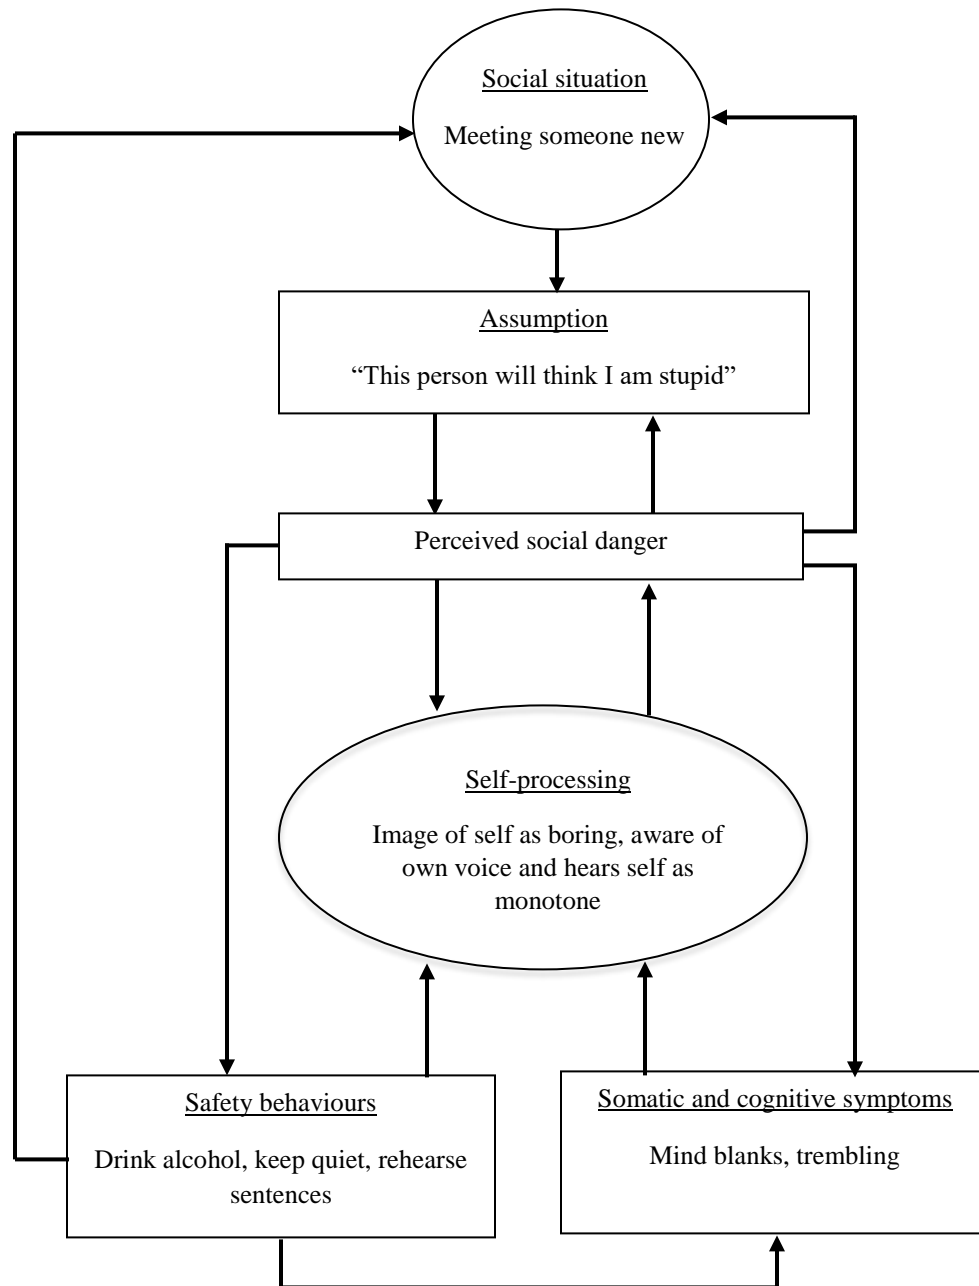 Social situation
Meeting someone new
Assumption
“This person will think I am stupid”
Perceived social danger
Self-processing
Image of self as boring, aware of
own voice and hears self as
monotone
Safety behaviours
Drink alcohol, keep quiet, rehearse
sentences
Somatic and cognitive symptoms
Mind blanks, trembling